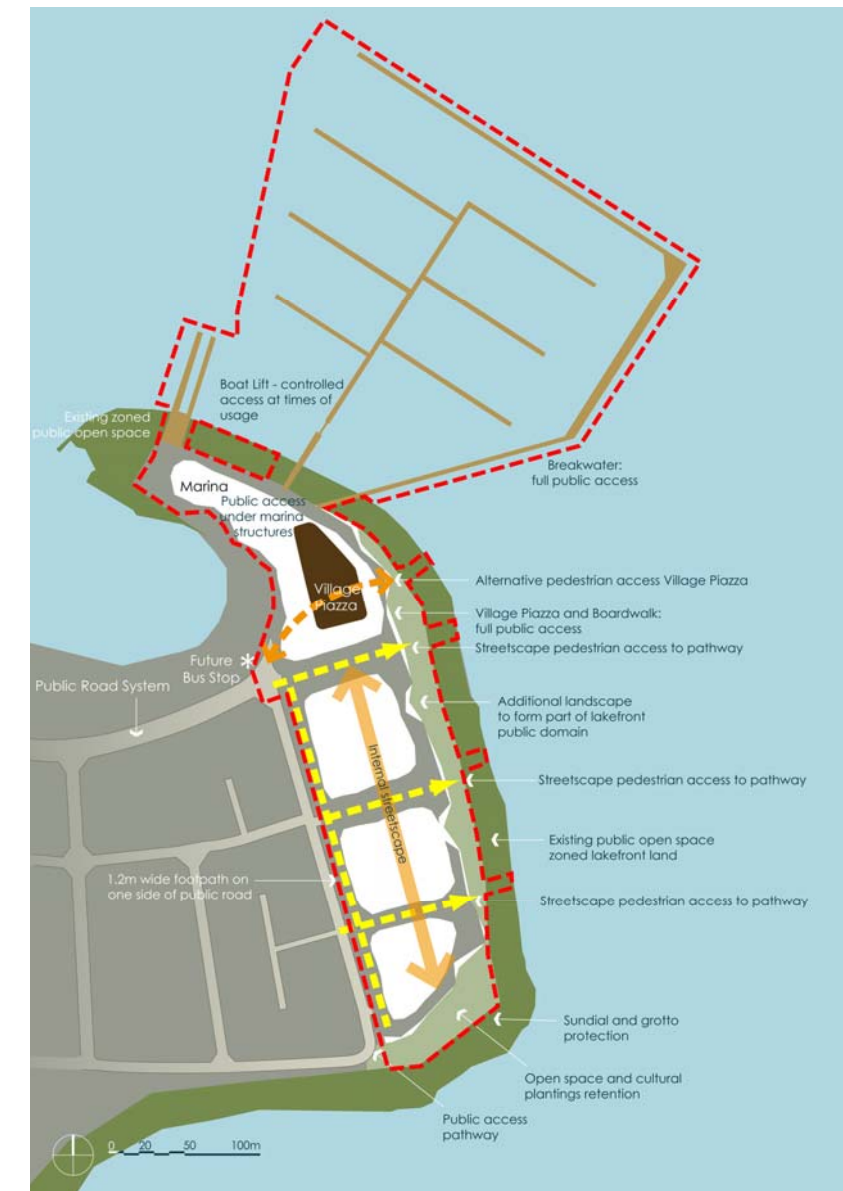 Boat Lift - controlled
access at times of
usage
Existing zoned
public open space
Breakwater:
full public access
Marina
Public access
under marina
structures
Village
Piazza
Alternative pedestrian access Village Piazza
Village Piazza and Boardwalk:
full public access
Streetscape pedestrian access to pathway
Future
Bus Stop
Public Road System
Additional landscape
to form part of lakefront
public domain
Internal streetscape
Streetscape pedestrian access to pathway
Existing public open space
zoned lakefront land
1.2m wide footpath on
one side of public road
Streetscape pedestrian access to pathway
Sundial and grotto
protection
Open space and cultural
plantings retention
Public access
pathway
0 20 50 100m